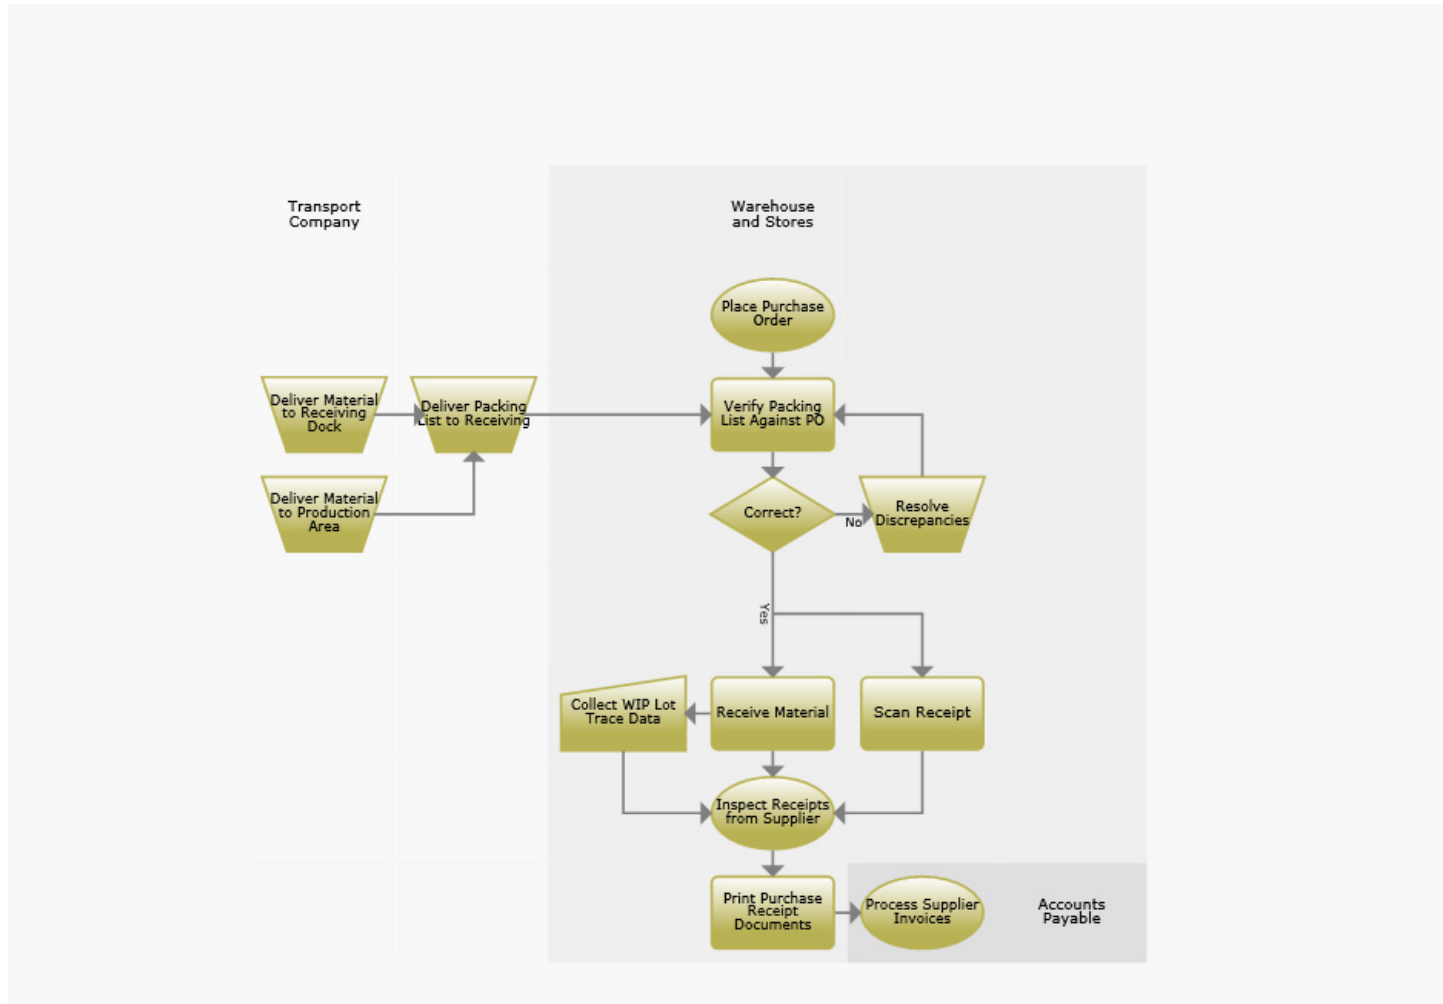 Transport
Company
Warehouse
and Stores
Place Purchase
Order
Deliver Material
to Receiving
Dock
Deliver Packing
List to Receiving
Verify Packing
List Against PO
Deliver Material
to Production
Area
Correct?
No
Resolve
Discrepancies
Yes
Collect WIP Lot
Trace Data
Receive Material
Scan Receipt
Inspect Receipts
from Supplier
Print Purchase
Receipt
Documents
Process Supplier
Invoices
Accounts
Payable